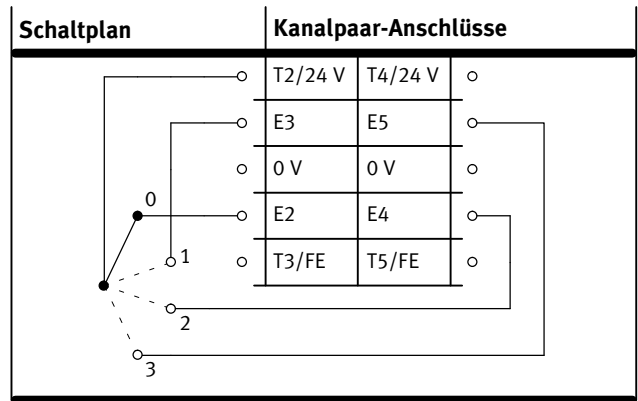 Schaltplan Kanalpaar-Anschlüsse
T2/24 V T4/24 V
E3 E5
0 V 0 V
0
E2 E4
1
T3/FE T5/FE
2
3